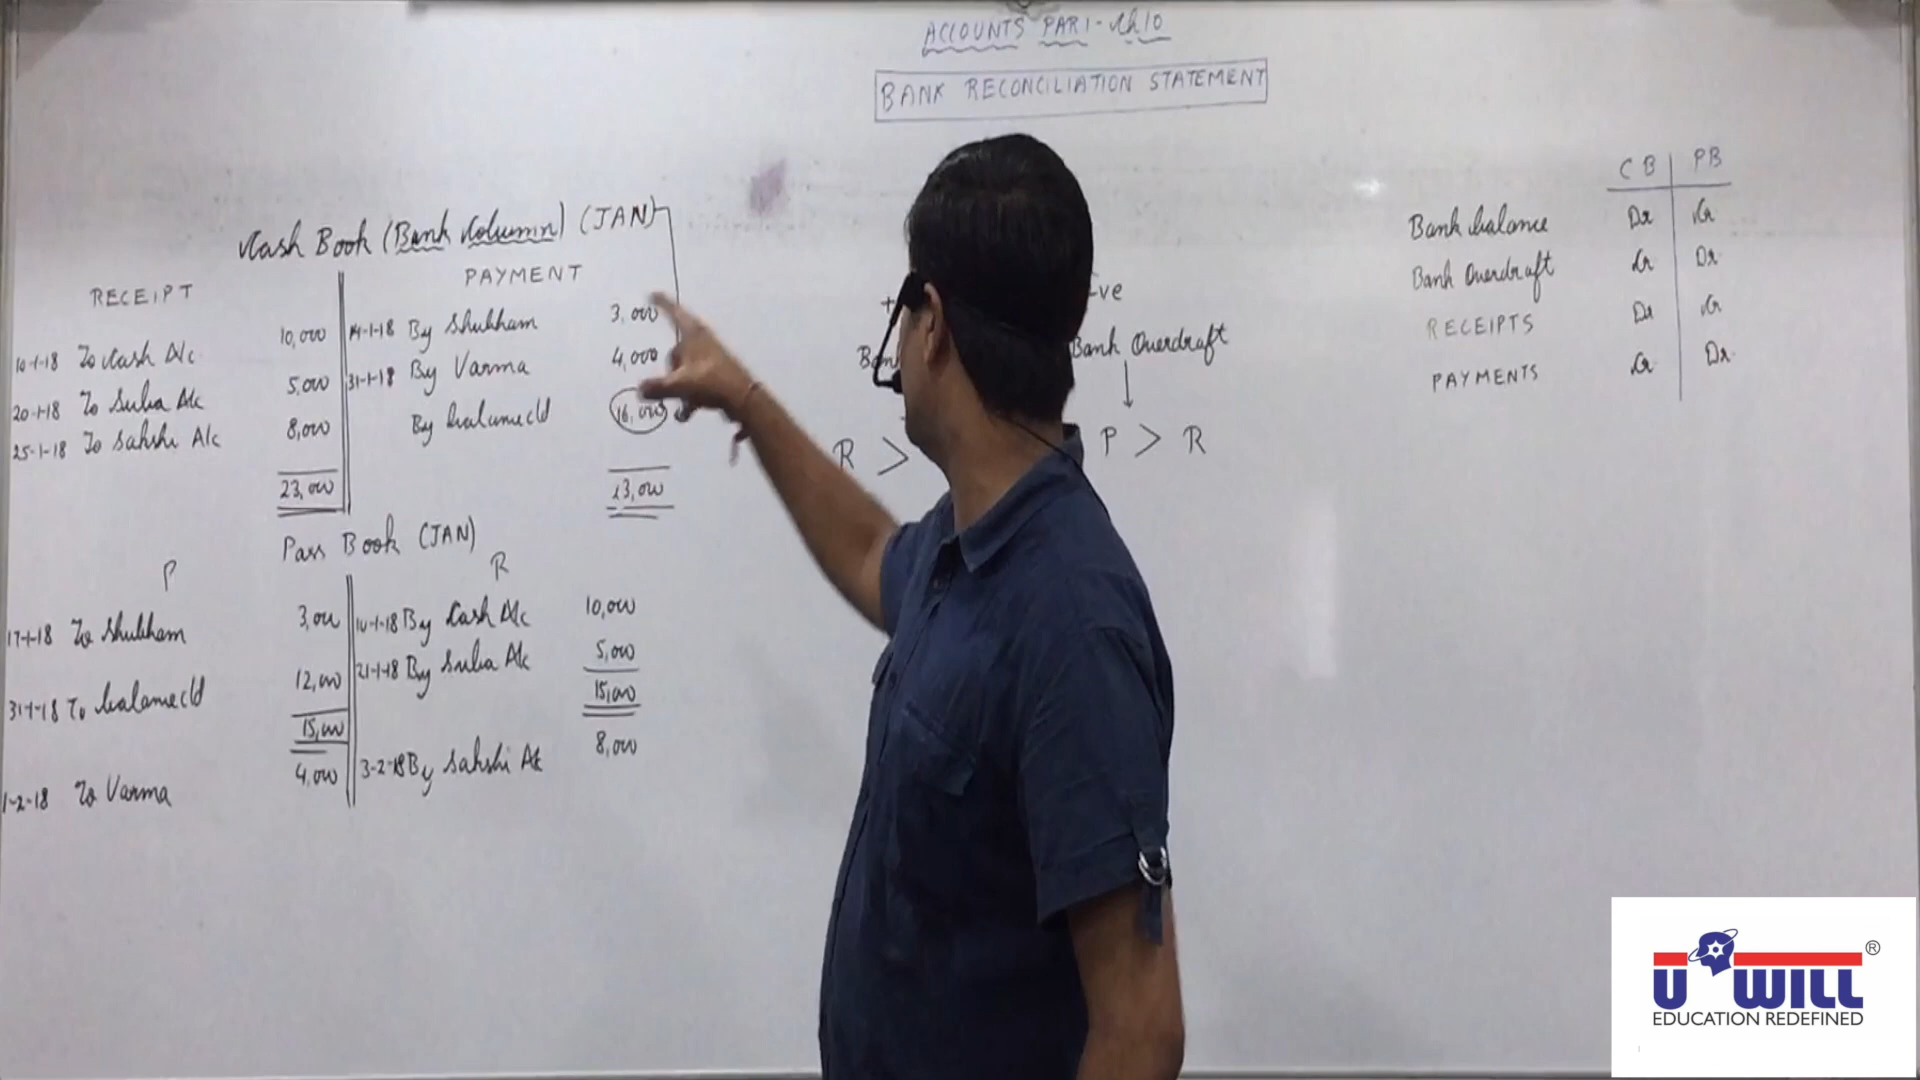 ACCOUNTS PART-Ch10
BANK RECONCILIATION STATEMENT
Cash Book (Bank Column) (JAN)
RECEIPT PAYMENT
10-1-18 To Cash A/c 10,000 14-1-18 By Shubham 3,000
20-1-18 To Suba A/c 5,000 31-1-18 By Varma 4,000
25-1-18 To Sakshi A/c 8,000 By balance c/d 16,000
23,000 23,000
Pass Book (JAN)
P R
17-1-18 To Shubham 3,000 10-1-18 By Cash A/c 10,000
21-1-18 By Suba A/c 5,000
31-1-18 To balance c/d 12,000 15,000
15,000
1-2-18 To Varma 4,000 3-2-18 By Sakshi A/c 8,000
+ -ve
Ban Bank Overdraft
R > P > R
CB PB
Bank balance Dr Cr
Bank Overdraft Cr Dr
RECEIPTS Dr Cr
PAYMENTS Cr Dr
U WILL ®
EDUCATION REDEFINED